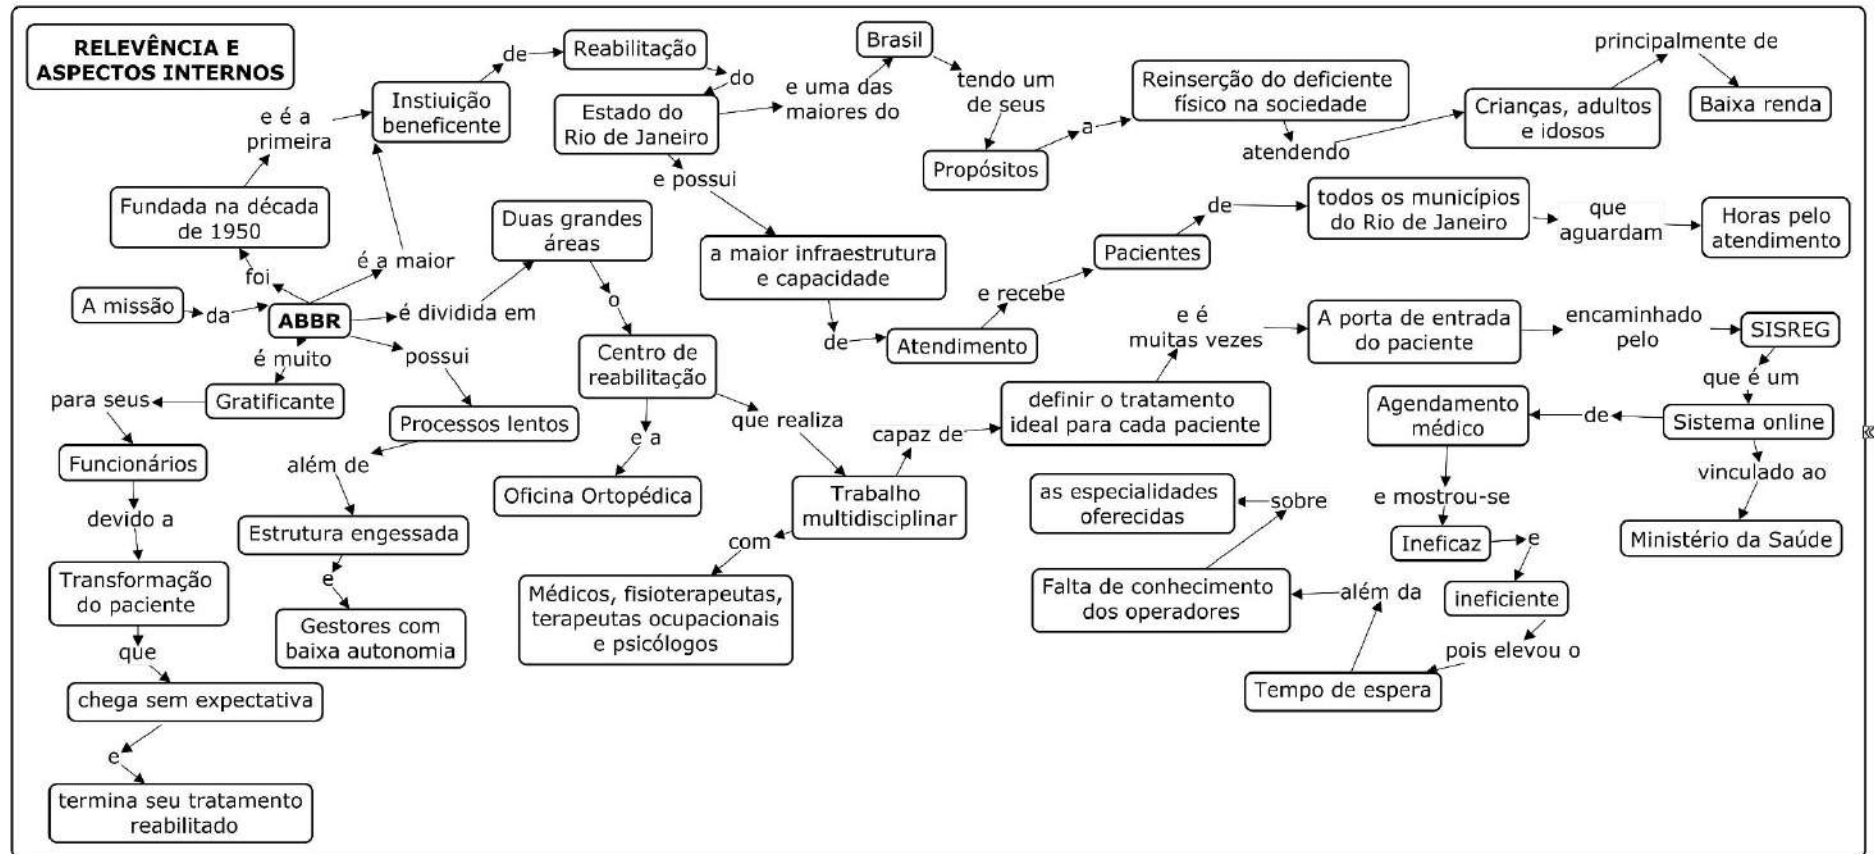 RELEVÊNCIA E
ASPECTOS INTERNOS
A missão
da
ABBR
foi
Fundada na década
de 1950
e é a
primeira
é a maior
Instiuição
beneficente
de
Reabilitação
do
Estado do
Rio de Janeiro
e uma das
maiores do
Brasil
tendo um
de seus
Propósitos
a
Reinserção do deficiente
físico na sociedade
atendendo
Crianças, adultos
e idosos
principalmente de
Baixa renda
e possui
a maior infraestrutura
e capacidade
de
Atendimento
e recebe
Pacientes
de
todos os municípios
do Rio de Janeiro
que
aguardam
Horas pelo
atendimento
é dividida em
Duas grandes
áreas
o
Centro de
reabilitação
e a
Oficina Ortopédica
que realiza
Trabalho
multidisciplinar
com
Médicos, fisioterapeutas,
terapeutas ocupacionais
e psicólogos
capaz de
definir o tratamento
ideal para cada paciente
e é
muitas vezes
A porta de entrada
do paciente
encaminhado
pelo
SISREG
que é um
Sistema online
vinculado ao
Ministério da Saúde
de
Agendamento
médico
e mostrou-se
Ineficaz
e
ineficiente
pois elevou o
Tempo de espera
além da
Falta de conhecimento
dos operadores
sobre
as especialidades
oferecidas
possui
Processos lentos
além de
Estrutura engessada
e
Gestores com
baixa autonomia
é muito
Gratificante
para seus
Funcionários
devido a
Transformação
do paciente
que
chega sem expectativa
e
termina seu tratamento
reabilitado